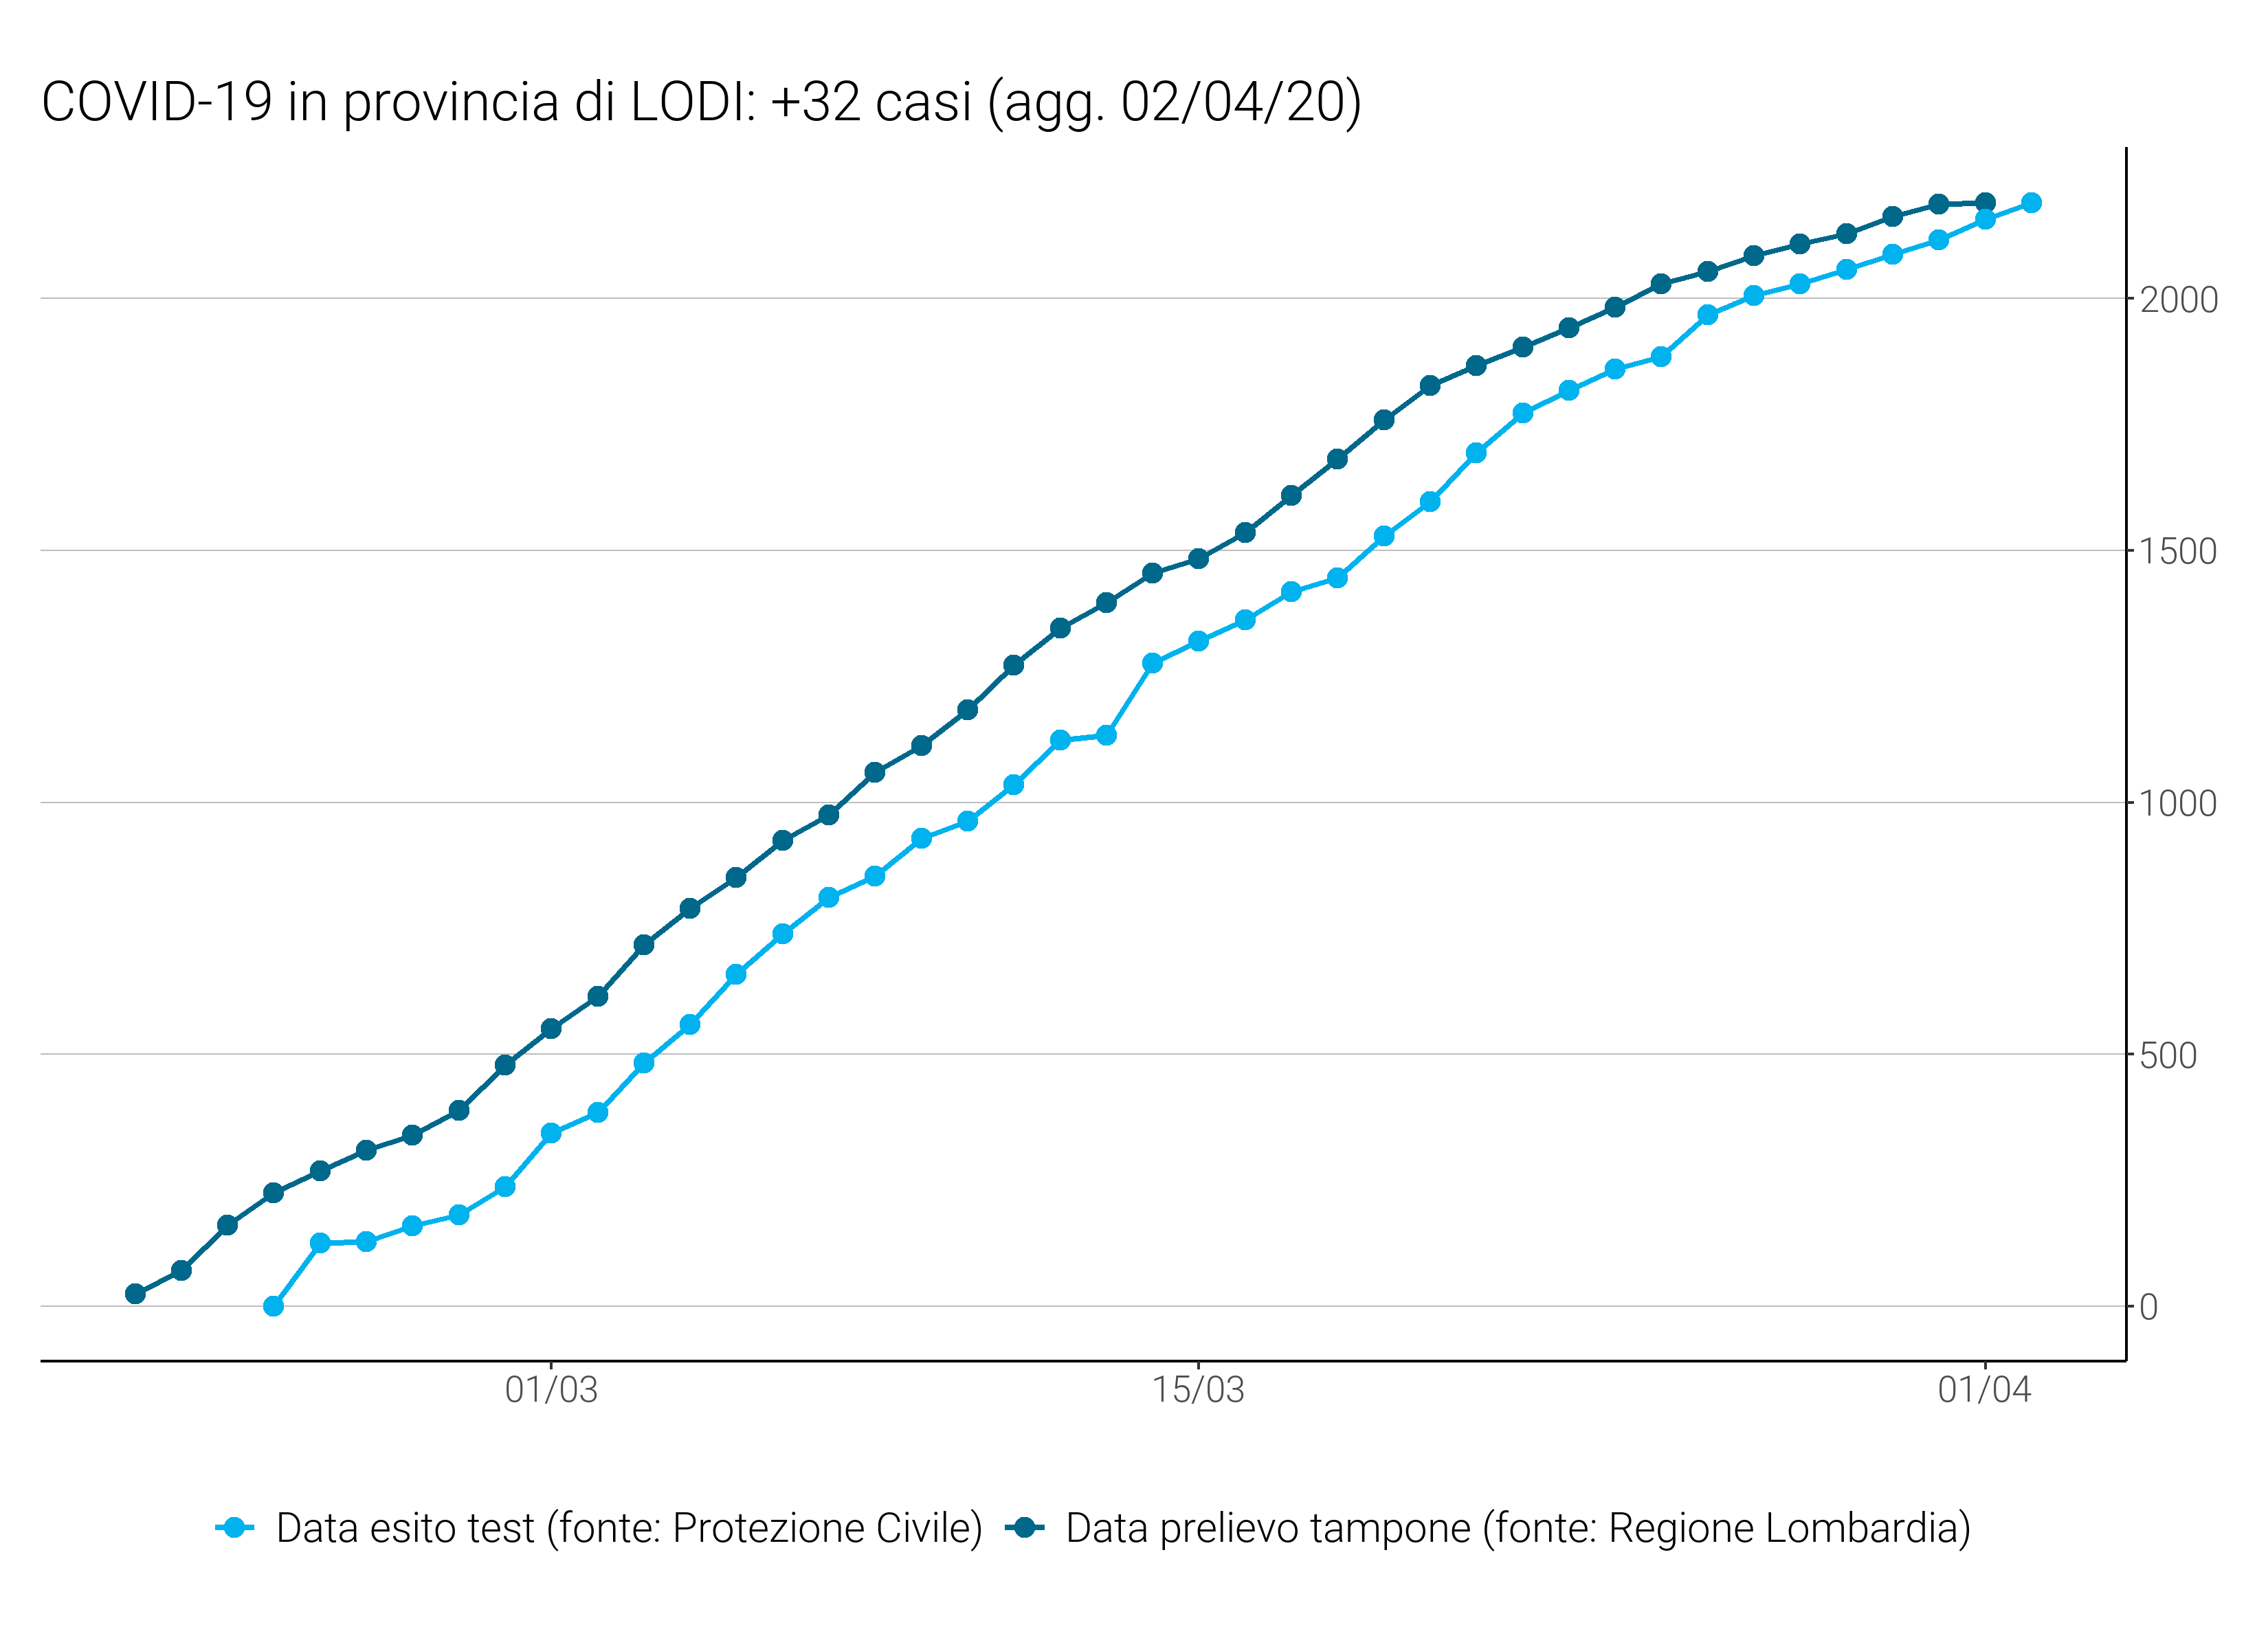 COVID-19 in provincia di LODI: +32 casi (agg. 02/04/20)
2000
1500
1000
500
0
01/03 15/03 01/04
Data esito test (fonte: Protezione Civile) Data prelievo tampone (fonte: Regione Lombardia)